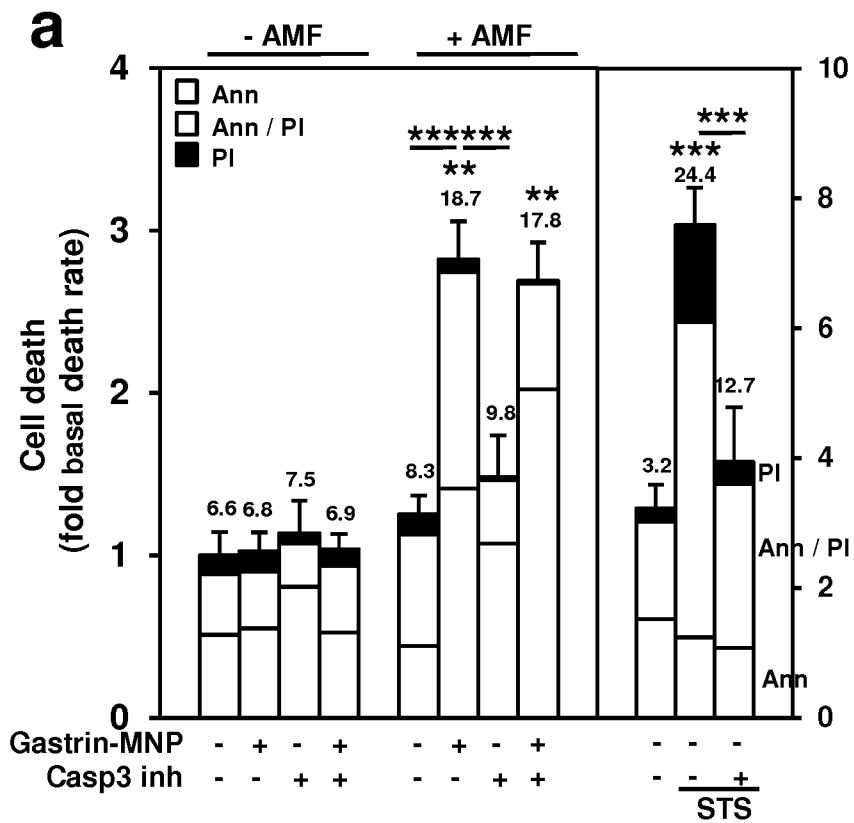 a
- AMF
+ AMF
4
3
2
1
0
Cell death
(fold basal death rate)
Ann
Ann / PI
PI
6.6
6.8
7.5
6.9
8.3
******
**
18.7
9.8
**
17.8
3.2
***
***
24.4
12.7
PI
Ann / PI
Ann
10
8
6
4
2
0
Gastrin-MNP - + - + - + - + - - -
Casp3 inh - - + + - - + + - - +
STS